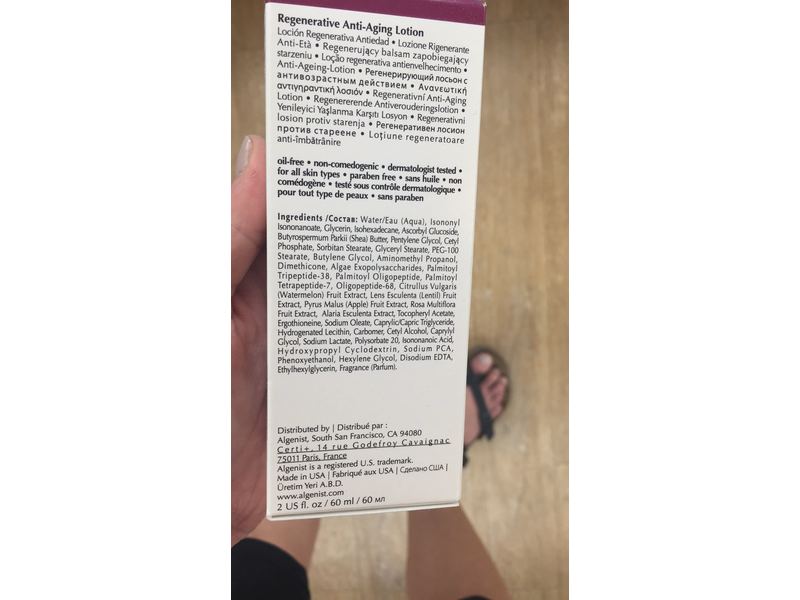 Regenerative Anti-Aging Lotion
Loción Regenerativa Antiedad • Lozione Rigenerante
Anti-Età • Regenerujący balsam zapobiegający
starzeniu • Loção regenerativa antienvelhecimento •
Anti-Ageing-Lotion • Регенерирующий лосьон с
антивозрастным действием • Αναγεωτική
αντιγηραντική λοσιόν • Regenerativní Anti-Aging
Lotion • Regenererende Antiverouderingslotion •
Yenileyici Yaşlanma Karşıtı Losyon • Regenerativni
losion protiv starenja • Регенеративен лосион
против стареене • Loțiune regeneratoare
anti-îmbătrânire
oil-free • non-comedogenic • dermatologist tested •
for all skin types • paraben free • sans huile • non
comédogène • testé sous contrôle dermatologique •
pour tout type de peaux • sans paraben
Ingredients /Состав: Water/Eau (Aqua), Isononyl
Isononanoate, Glycerin, Isohexadecane, Ascorbyl Glucoside,
Butyrospermum Parkii (Shea) Butter, Pentylene Glycol, Cetyl
Phosphate, Sorbitan Stearate, Glyceryl Stearate, PEG-100
Stearate, Butylene Glycol, Aminomethyl Propanol,
Dimethicone, Algae Exopolysaccharides, Palmitoyl
Tripeptide-38, Palmitoyl Oligopeptide, Palmitoyl
Tetrapeptide-7, Oligopeptide-68, Citrullus Vulgaris
(Watermelon) Fruit Extract, Lens Esculenta (Lentil) Fruit
Extract, Pyrus Malus (Apple) Fruit Extract, Rosa Multiflora
Fruit Extract, Alaria Esculenta Extract, Tocopheryl Acetate,
Ergothioneine, Sodium Oleate, Caprylic/Capric Triglyceride,
Hydrogenated Lecithin, Carbomer, Cetyl Alcohol, Caprylyl
Glycol, Sodium Lactate, Polysorbate 20, Isononanoic Acid,
Hydroxypropyl Cyclodextrin, Sodium PCA,
Phenoxyethanol, Hexylene Glycol, Disodium EDTA,
Ethylhexylglycerin, Fragrance (Parfum).
Distributed by | Distribué par :
Algenist, South San Francisco, CA 94080
Certi+, 14 rue Godefroy Cavaignac
75011 Paris, France
Algenist is a registered U.S. trademark.
Made in USA | Fabriqué aux USA | Сделано США |
Üretim Yeri A.B.D.
www.algenist.com
2 US fl. oz / 60 ml / 60 мл